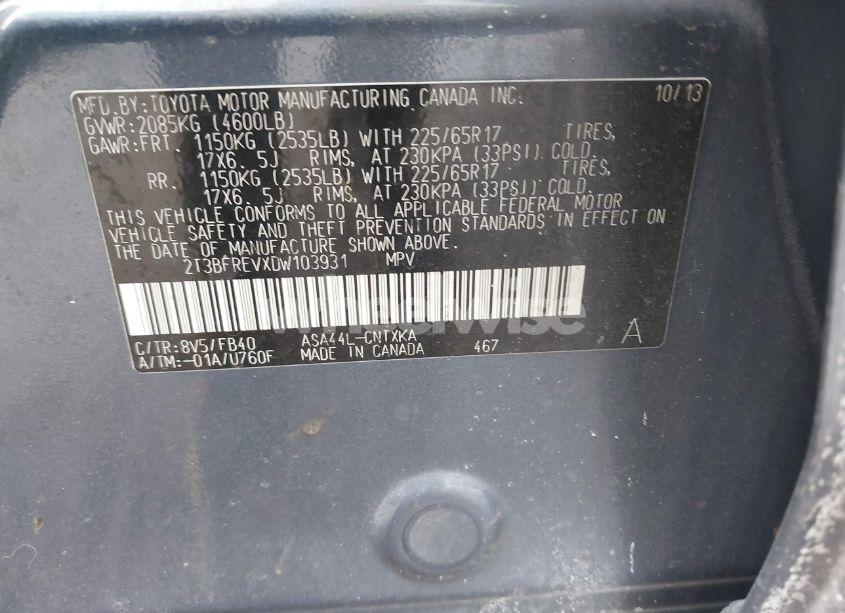 MFD. BY: TOYOTA MOTOR MANUFACTURING CANADA INC. 10/13
GVWR: 2085KG (4600LB)
GAWR: FRT. 1150KG (2535LB) WITH 225/65R17 TIRES,
17X6. 5J RIMS, AT 230KPA (33PSI) COLD,
RR. 1150KG (2535LB) WITH 225/65R17 TIRES,
17X6. 5J RIMS, AT 230KPA (33PSI) COLD,
THIS VEHICLE CONFORMS TO ALL APPLICABLE FEDERAL MOTOR
VEHICLE SAFETY AND THEFT PREVENTION STANDARDS IN EFFECT ON
THE DATE OF MANUFACTURE SHOWN ABOVE.
2T3BFREVXDW103931 MPV
wheelwise
C/TR: 8V5/FB40 ASA44L-CNTXKA A
A/TM: -01A/U760F MADE IN CANADA 467